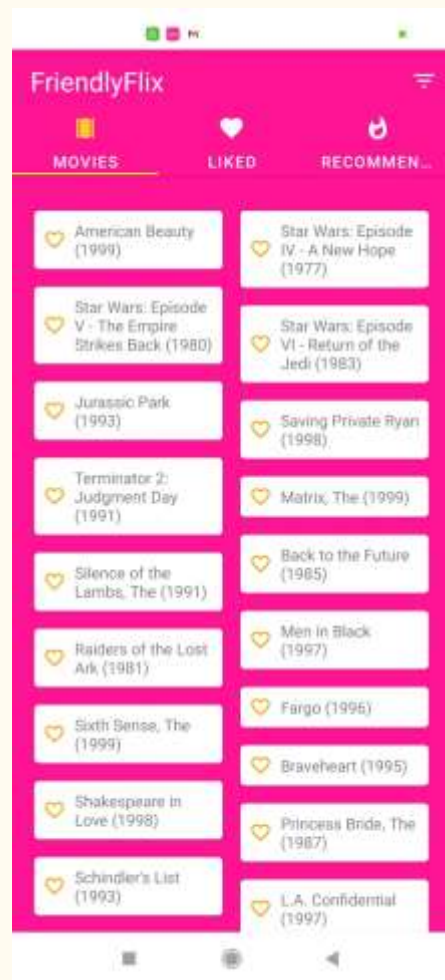 FriendlyFlix
MOVIES
LIKED
RECOMMEN...
American Beauty
(1999)
Star Wars: Episode
IV - A New Hope
(1977)
Star Wars: Episode
V - The Empire
Strikes Back (1980)
Star Wars: Episode
VI - Return of the
Jedi (1983)
Jurassic Park
(1993)
Saving Private Ryan
(1998)
Terminator 2:
Judgment Day
(1991)
Matrix, The (1999)
Silence of the
Lambs, The (1991)
Back to the Future
(1985)
Raiders of the Lost
Ark (1981)
Men in Black
(1997)
Sixth Sense, The
(1999)
Fargo (1996)
Braveheart (1995)
Shakespeare in
Love (1998)
Princess Bride, The
(1987)
Schindler's List
(1993)
L.A. Confidential
(1997)